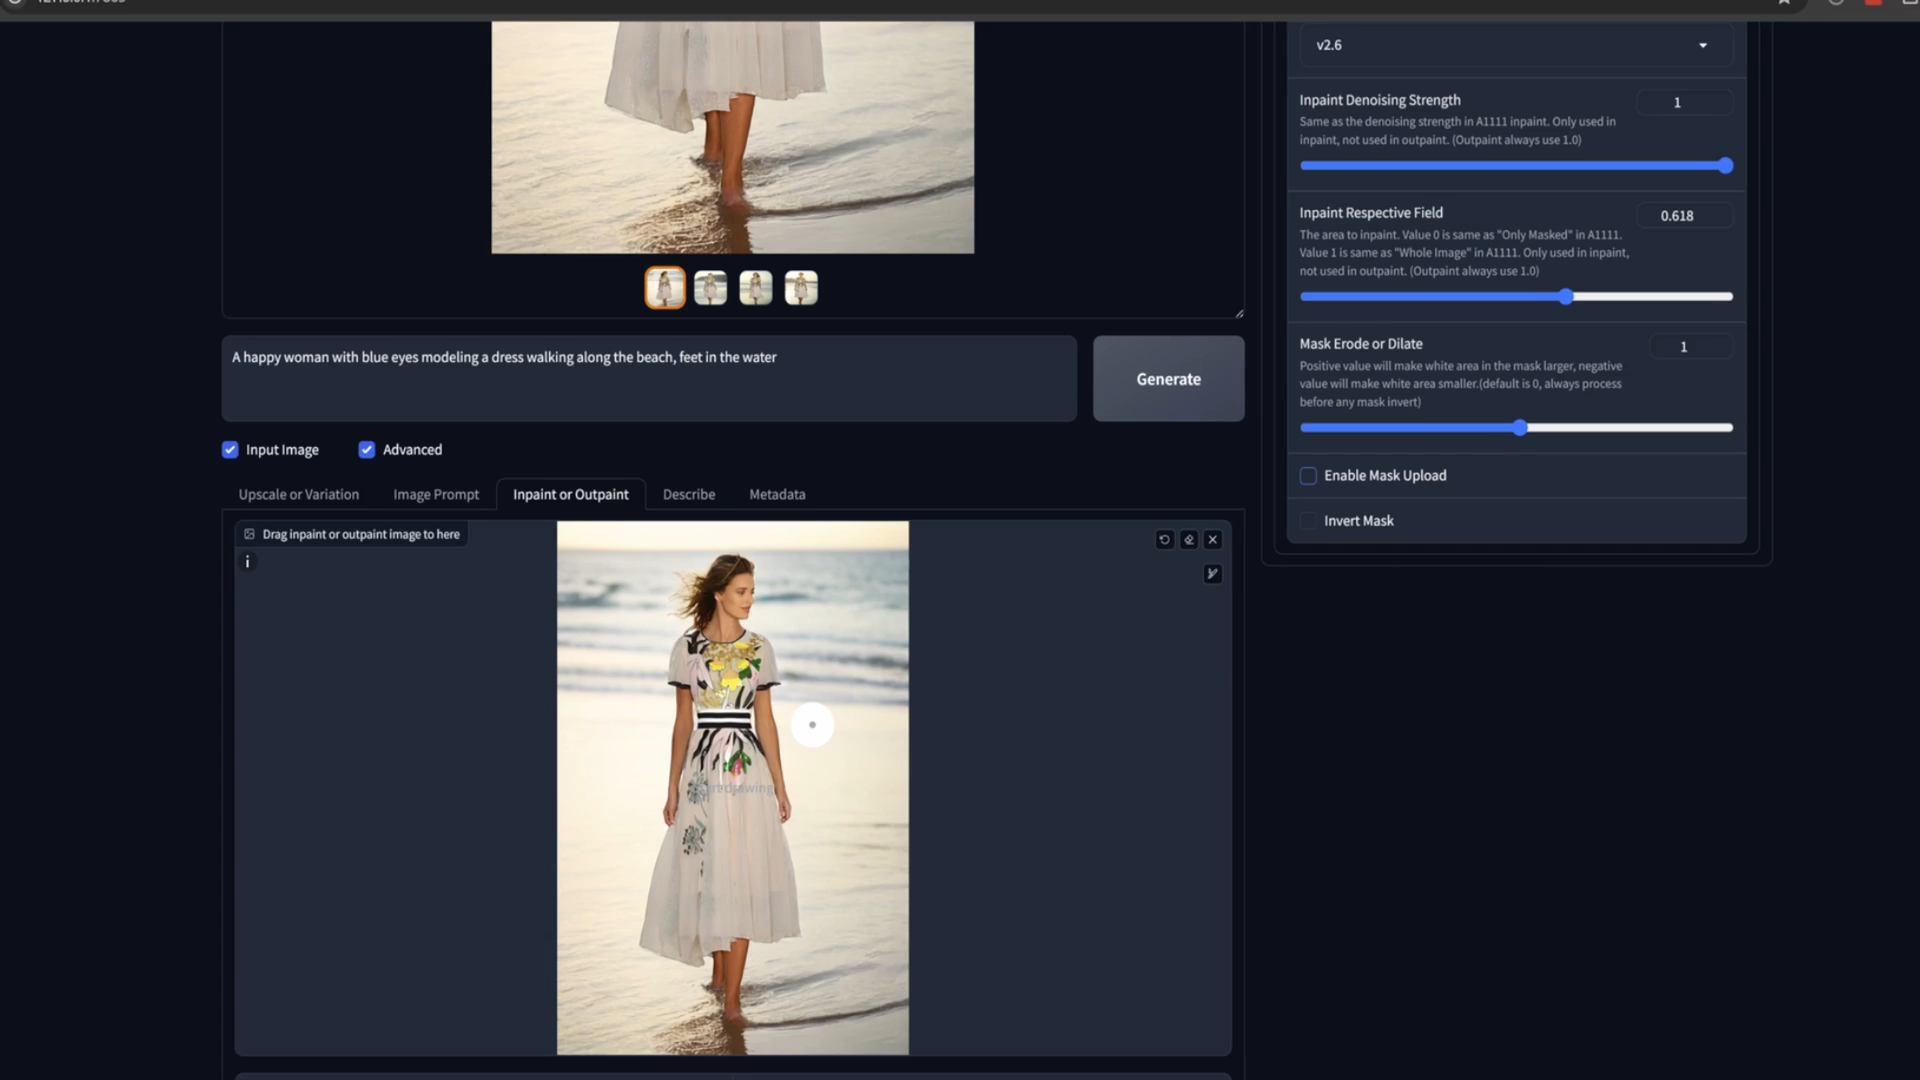 v2.6
Inpaint Denoising Strength
1
Same as the denoising strength in A1111 inpaint. Only used in
inpaint, not used in outpaint. (Outpaint always use 1.0)
Inpaint Respective Field
0.618
The area to inpaint. Value 0 is same as "Only Masked" in A1111.
Value 1 is same as "Whole Image" in A1111. Only used in inpaint,
not used in outpaint. (Outpaint always use 1.0)
Mask Erode or Dilate
1
Positive value will make white area in the mask larger, negative
value will make white area smaller.(default is 0, always process
before any mask invert)
Enable Mask Upload
Invert Mask
A happy woman with blue eyes modeling a dress walking along the beach, feet in the water
Generate
Input Image
Advanced
Upscale or Variation
Image Prompt
Inpaint or Outpaint
Describe
Metadata
Drag inpaint or outpaint image to here
i
drawing